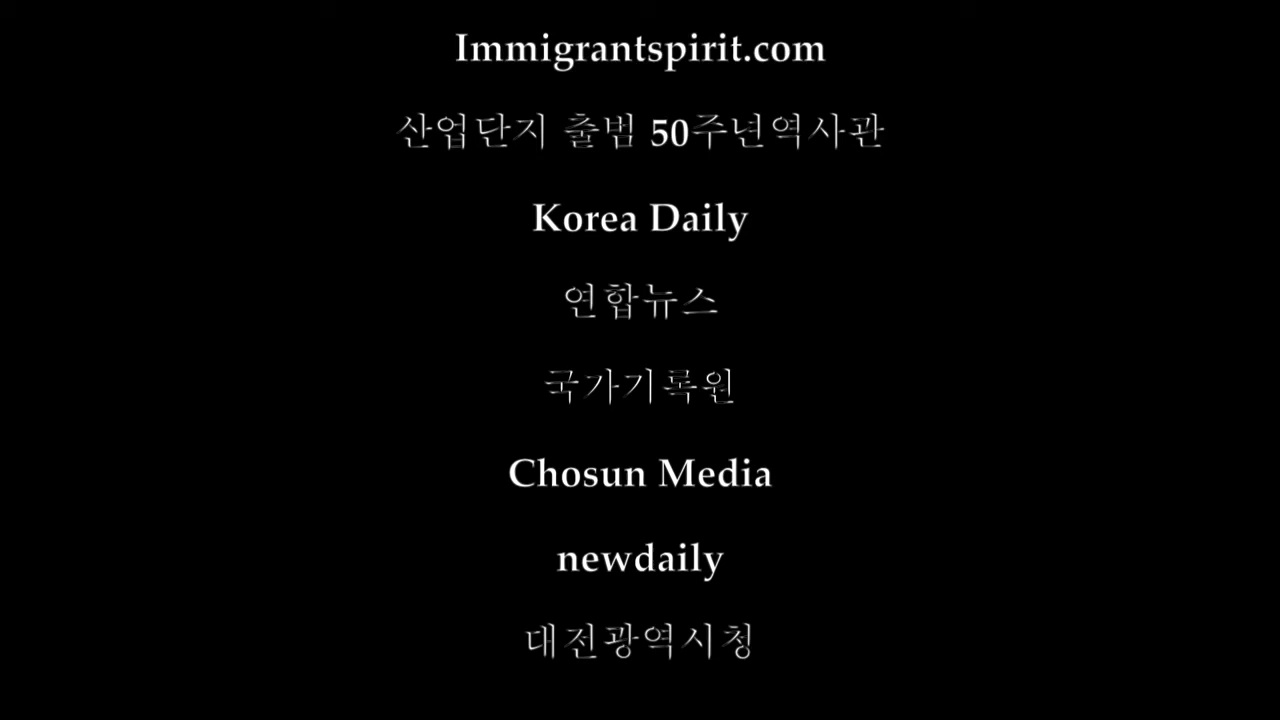 Immigrantspirit.com
산업단지 출범 50주년역사관
Korea Daily
연합뉴스
국가기록원
Chosun Media
newdaily
대전광역시청